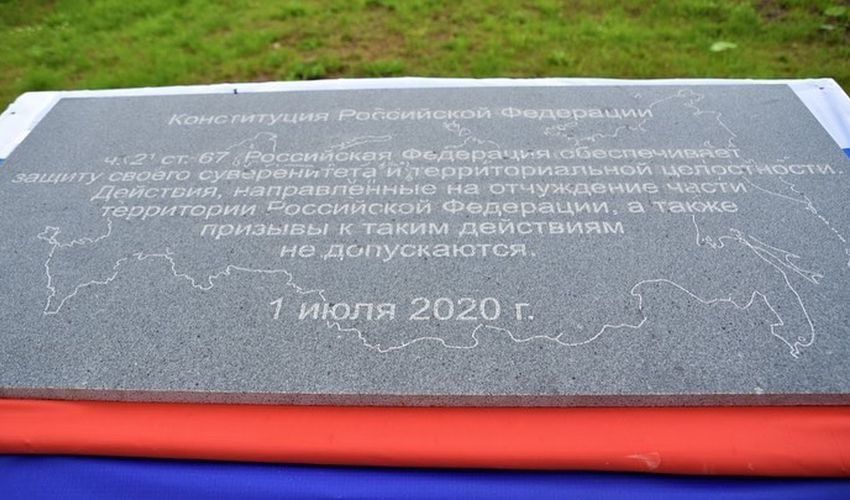 Конституция Российской Федерации
ч. 2¹ ст. 67. Российская Федерация обеспечивает
защиту своего суверенитета и территориальной целостности.
Действия, направленные на отчуждение части
территории Российской Федерации, а также
призывы к таким действиям
не допускаются.
1 июля 2020 г.